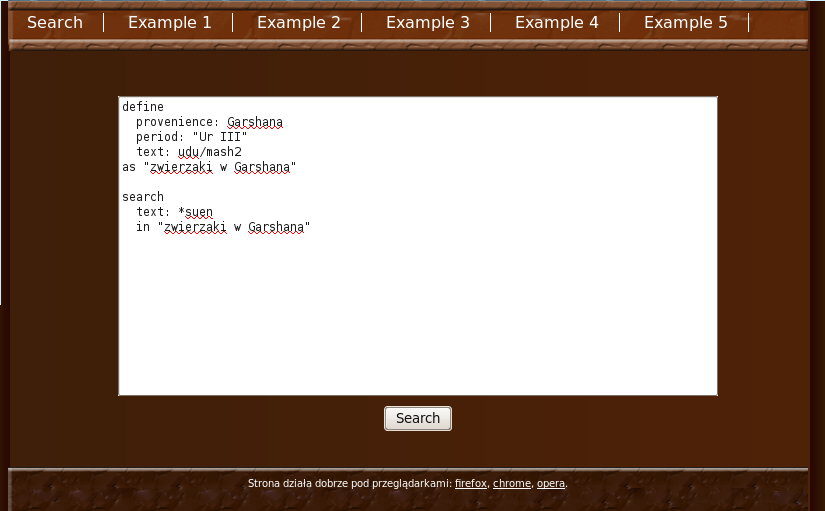 Search Example 1 Example 2 Example 3 Example 4 Example 5
define
  provenience: Garshana
  period: "Ur III"
  text: udu/mash2
as "zwierzaki w Garshana"

search
  text: *suen
  in "zwierzaki w Garshana"
Search
Strona działa dobrze pod przeglądarkami: firefox, chrome, opera.